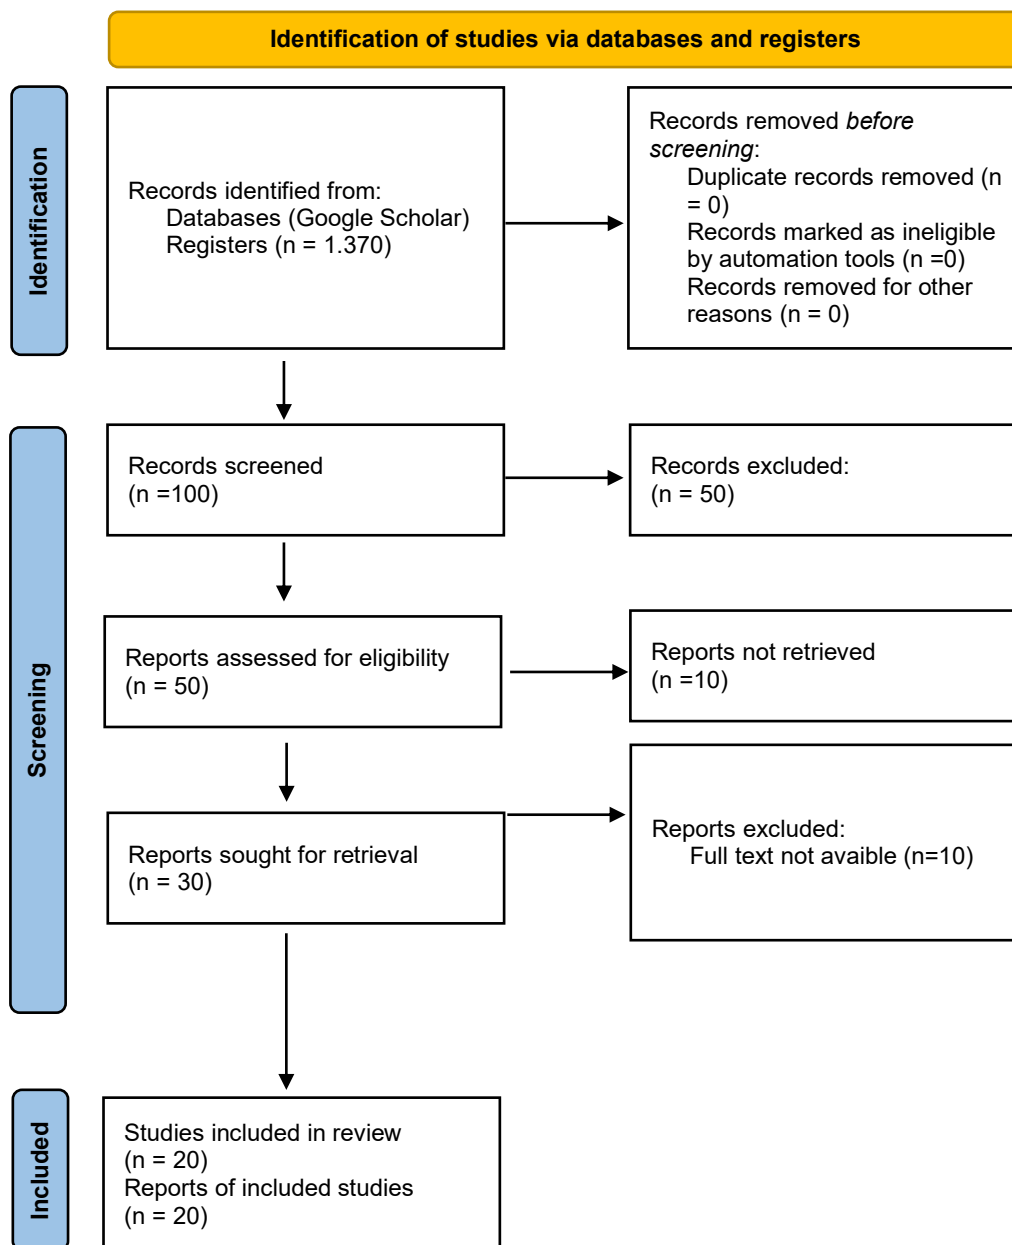 Identification of studies via databases and registers
Identification
Records identified from:
Databases (Google Scholar)
Registers (n = 1.370)
Records removed before
screening:
Duplicate records removed (n
= 0)
Records marked as ineligible
by automation tools (n =0)
Records removed for other
reasons (n = 0)
Screening
Records screened
(n =100)
Records excluded:
(n = 50)
Reports assessed for eligibility
(n = 50)
Reports not retrieved
(n =10)
Reports sought for retrieval
(n = 30)
Reports excluded:
Full text not avaible (n=10)
Included
Studies included in review
(n = 20)
Reports of included studies
(n = 20)